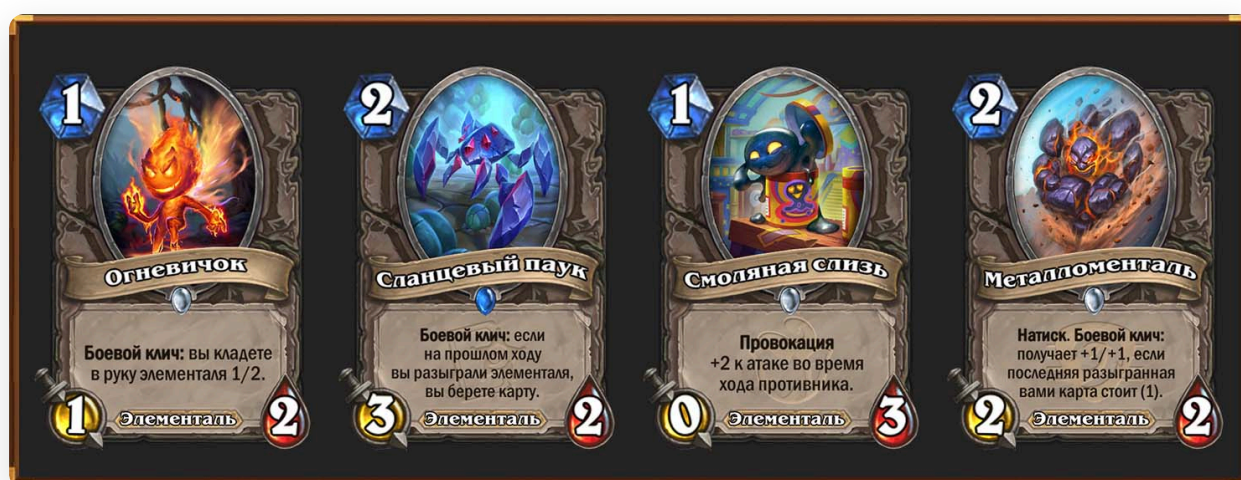 1
Огневичок
Боевой клич: вы кладете
в руку элементаля 1/2.
1
Элементаль
2
2
Сланцевый паук
Боевой клич: если
на прошлом ходу
вы разыграли элементаля,
вы берете карту.
3
Элементаль
2
1
Смоляная слизь
Провокация
+2 к атаке во время
хода противника.
0
Элементаль
3
2
Металломенталь
Натиск. Боевой клич:
получает +1/+1, если
последняя разыгранная
вами карта стоит (1).
2
Элементаль
2